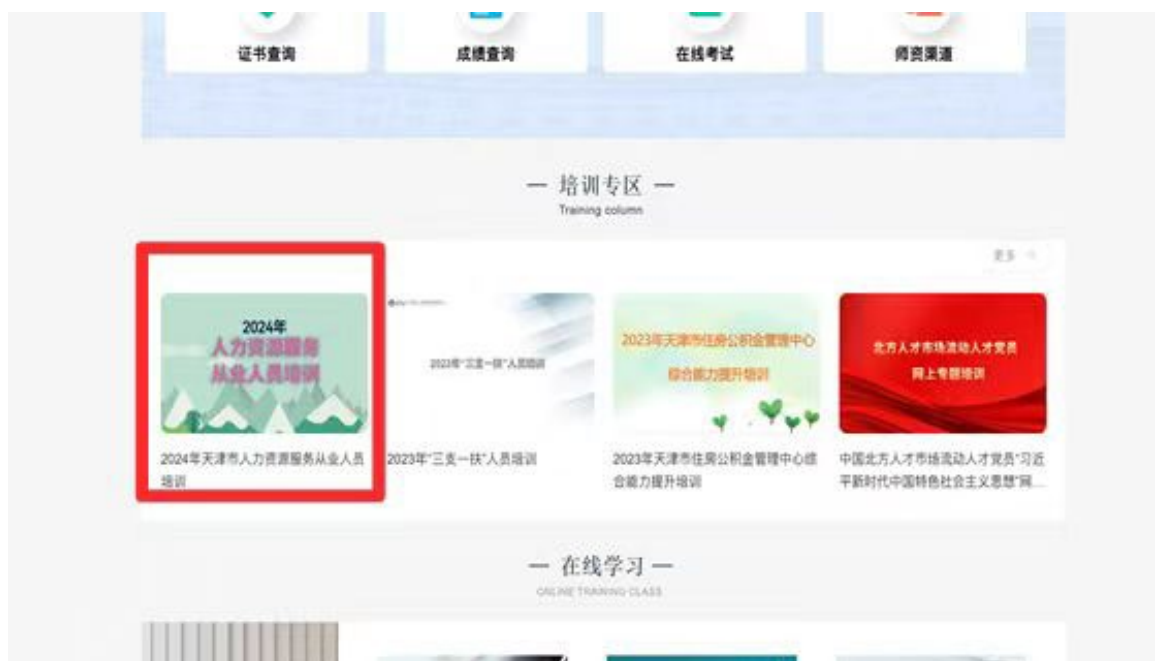 证书查询
成绩查询
在线考试
师资渠道
— 培训专区 —
Training column
更多
2024年
人力资源服务
从业人员培训
2023年“三支一扶”人员培训
2023年天津市住房公积金管理中心
综合能力提升培训
北方人才市场流动人才党员
网上专题培训
2024年天津市人力资源服务从业人员
培训
2023年“三支一扶”人员培训
2023年天津市住房公积金管理中心综
合能力提升培训
中国北方人才市场流动人才党员“习近
平新时代中国特色社会主义思想”网...
— 在线学习 —
ONLINE TRAINING CLASS